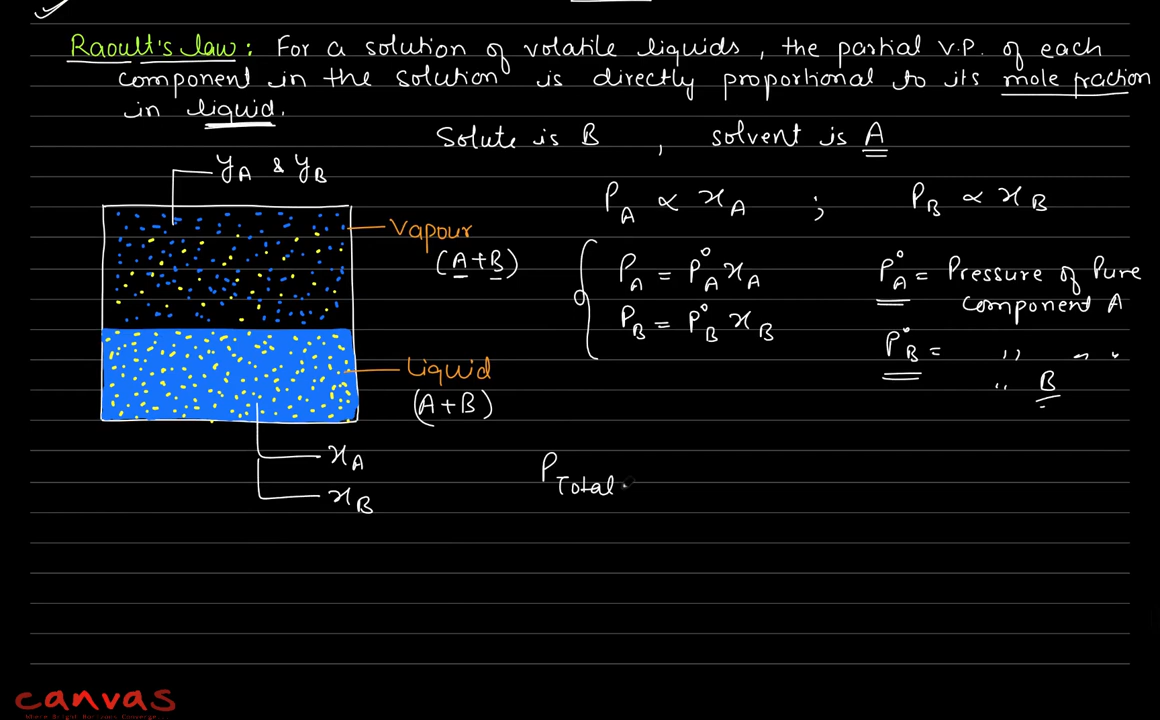 Raoult's law: For a solution of volatile liquids, the partial v.p. of each
component in the solution is directly proportional to its mole fraction
in liquid.
Solute is B , solvent is A
yA & yB
PA ∝ xA ; PB ∝ xB
Vapour
(A+B)
PA = P°A xA
PB = P°B xB
P°A = Pressure of Pure
component A
P°B = ,, ,, ,,
,, B
Liquid
(A+B)
xA
xB
PTotal
canvas